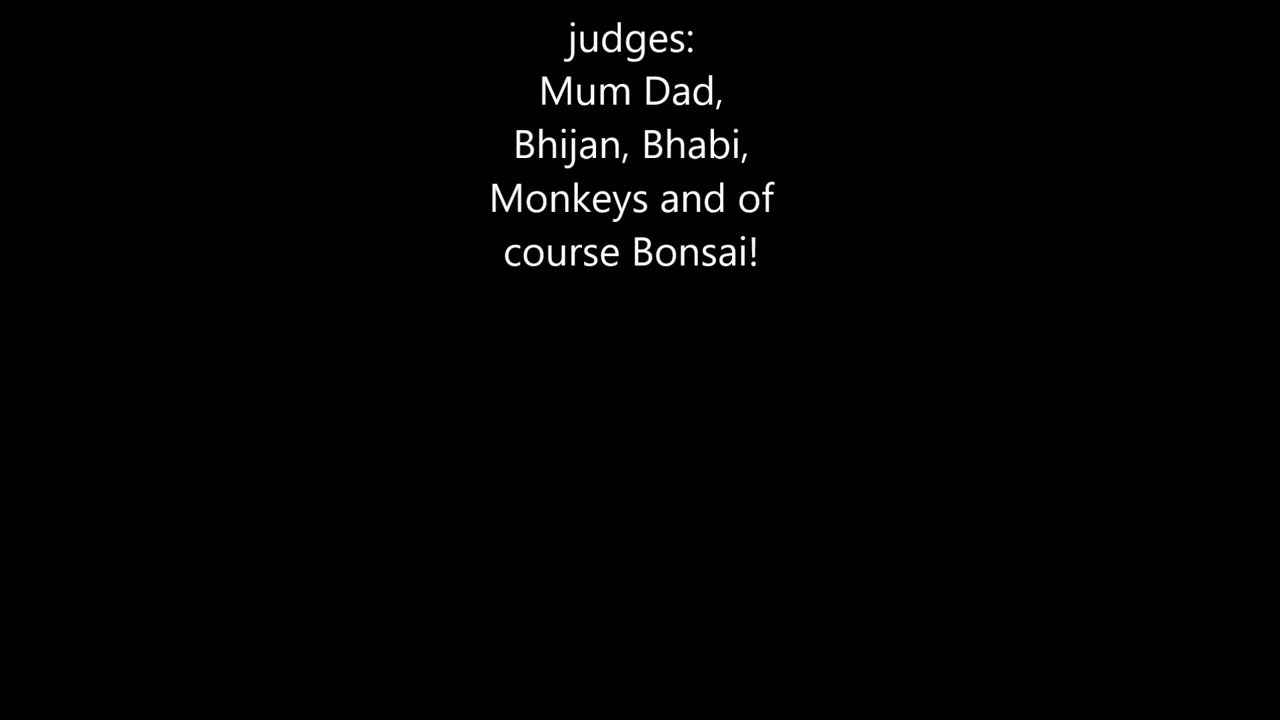 judges:
Mum Dad,
Bhijan, Bhabi,
Monkeys and of
course Bonsai!